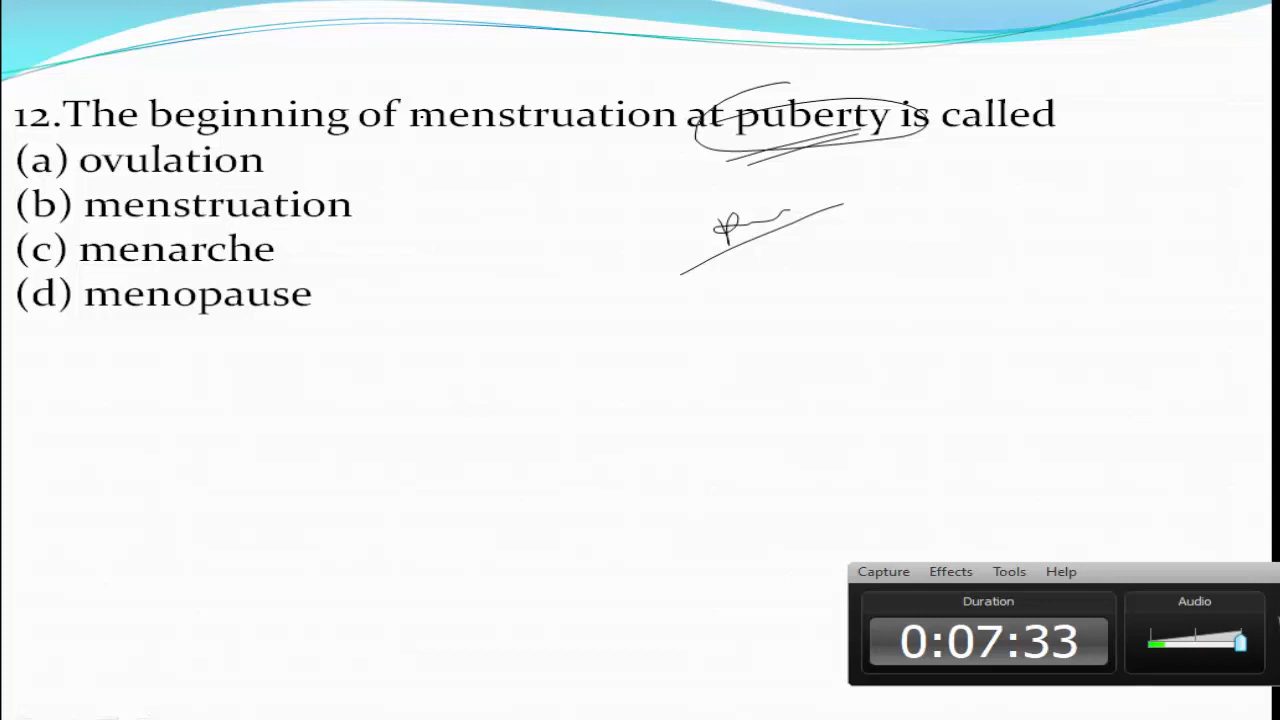 12.The beginning of menstruation at puberty is called
(a) ovulation
(b) menstruation
(c) menarche
(d) menopause
Capture Effects Tools Help
Duration Audio
0:07:33